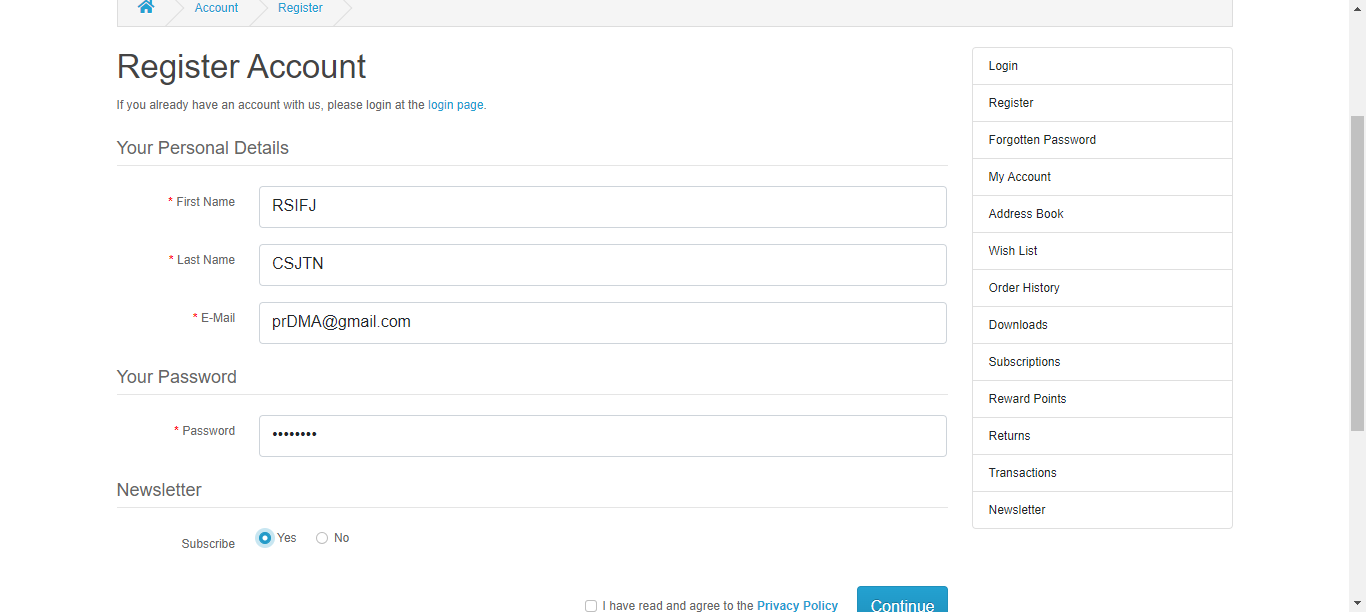 Account Register
Register Account
If you already have an account with us, please login at the login page.
Your Personal Details
* First Name RSIFJ
* Last Name CSJTN
* E-Mail prDMA@gmail.com
Your Password
* Password ••••••••
Newsletter
Subscribe Yes No
I have read and agree to the Privacy Policy Continue
Login
Register
Forgotten Password
My Account
Address Book
Wish List
Order History
Downloads
Subscriptions
Reward Points
Returns
Transactions
Newsletter